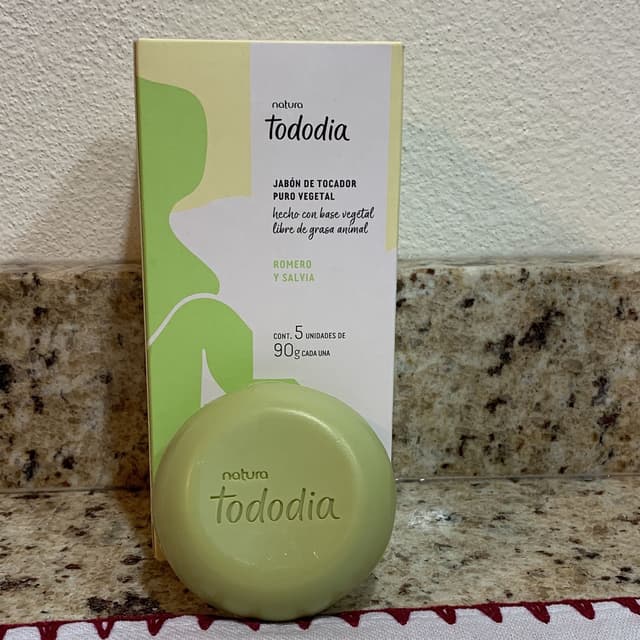 natura
Tododia
JABÓN DE TOCADOR
PURO VEGETAL
hecho con base vegetal
libre de grasa animal
ROMERO
Y SALVIA
CONT. 5 UNIDADES DE
90g CADA UNA
natura
Tododia